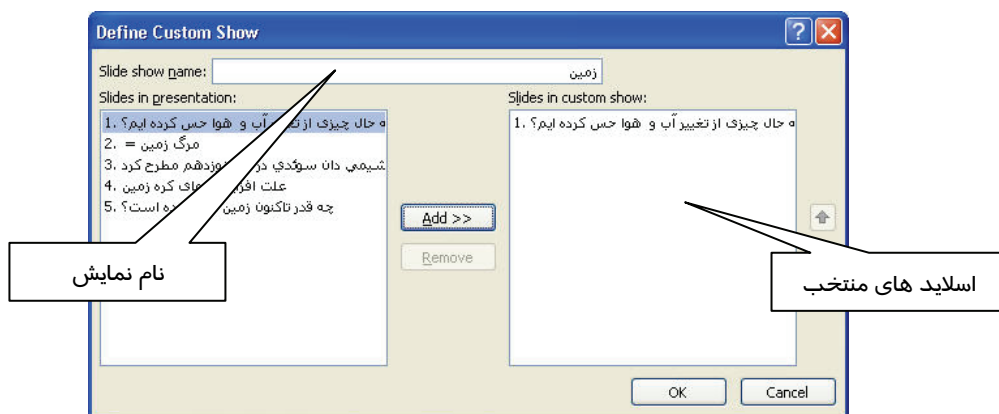 Define Custom Show
Slide show name:
زمین
Slides in presentation:
Slides in custom show:
1. ه حال چیزی از تغییر آب و هوا حس کرده ایم؟
1. ه حال چیزی از تغییر آب و هوا حس کرده ایم؟
2. مرگ زمین =
3. شيمي دان سوئدي در نوزدهم مطرح کرد
4. علت کره زمین
5. چه قدر تاکنون زمین است؟
Add >>
Remove
نام نمایش
اسلاید های منتخب
OK
Cancel